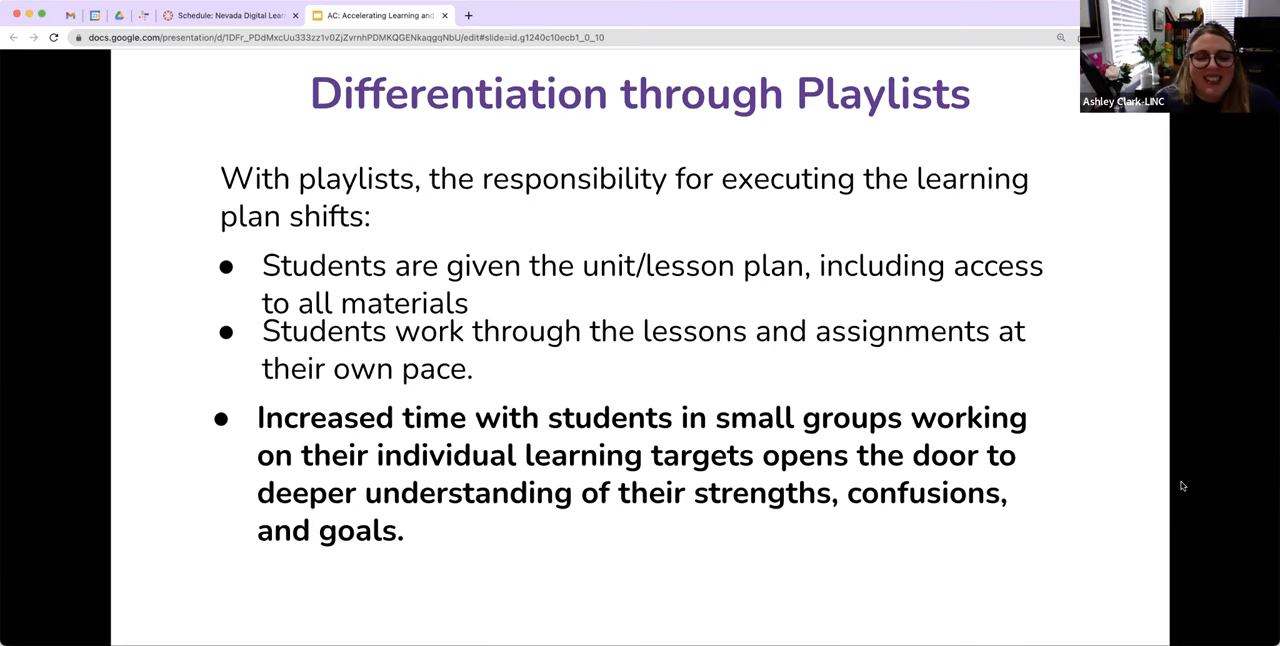 Schedule: Nevada Digital Lear
AC: Accelerating Learning and
docs.google.com/presentation/d/1DFr_PDdMxcUu333zz1v0ZjZvrnhPDMKQGENkaqgqNbU/edit#slide=id.g1240c10ecb1_0_10
Ashley Clark-LINC
Differentiation through Playlists
With playlists, the responsibility for executing the learning
plan shifts:
● Students are given the unit/lesson plan, including access
to all materials
● Students work through the lessons and assignments at
their own pace.
● Increased time with students in small groups working
on their individual learning targets opens the door to
deeper understanding of their strengths, confusions,
and goals.